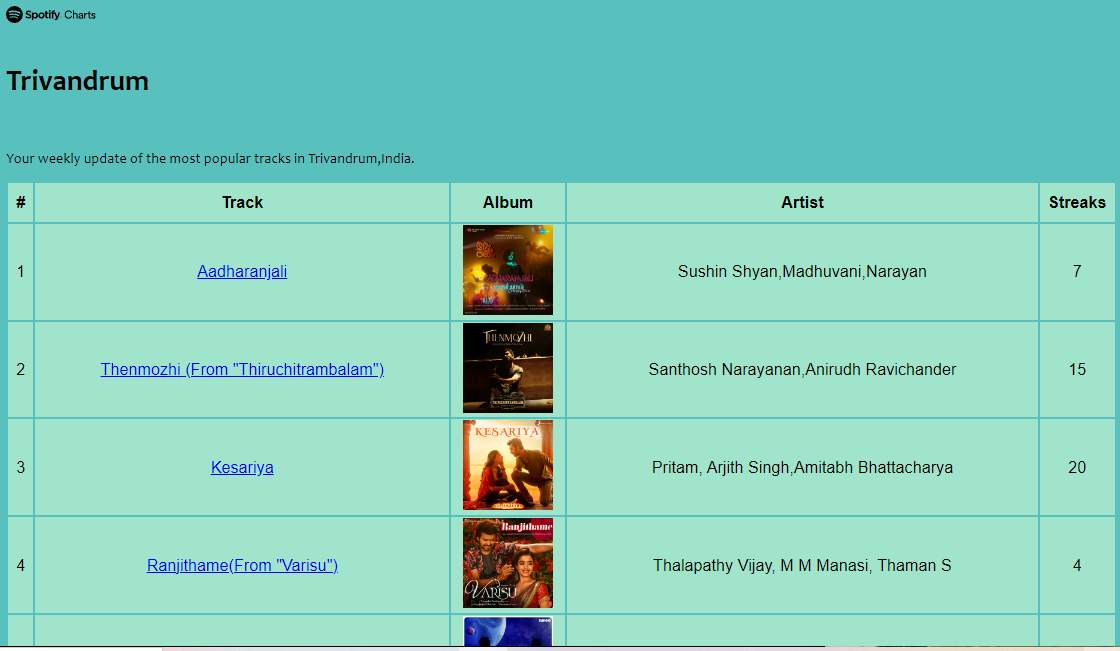 Spotify Charts
Trivandrum
Your weekly update of the most popular tracks in Trivandrum,India.
# Track Album Artist Streaks
1 Aadharanjali Sushin Shyan,Madhuvani,Narayan 7
2 Thenmozhi (From "Thiruchitrambalam") THENMOZHI Santhosh Narayanan,Anirudh Ravichander 15
3 Kesariya KESARIYA Pritam, Arjith Singh,Amitabh Bhattacharya 20
4 Ranjithame(From "Varisu") Ranjithame Thalapathy Vijay, M M Manasi, Thaman S 4
VARISU